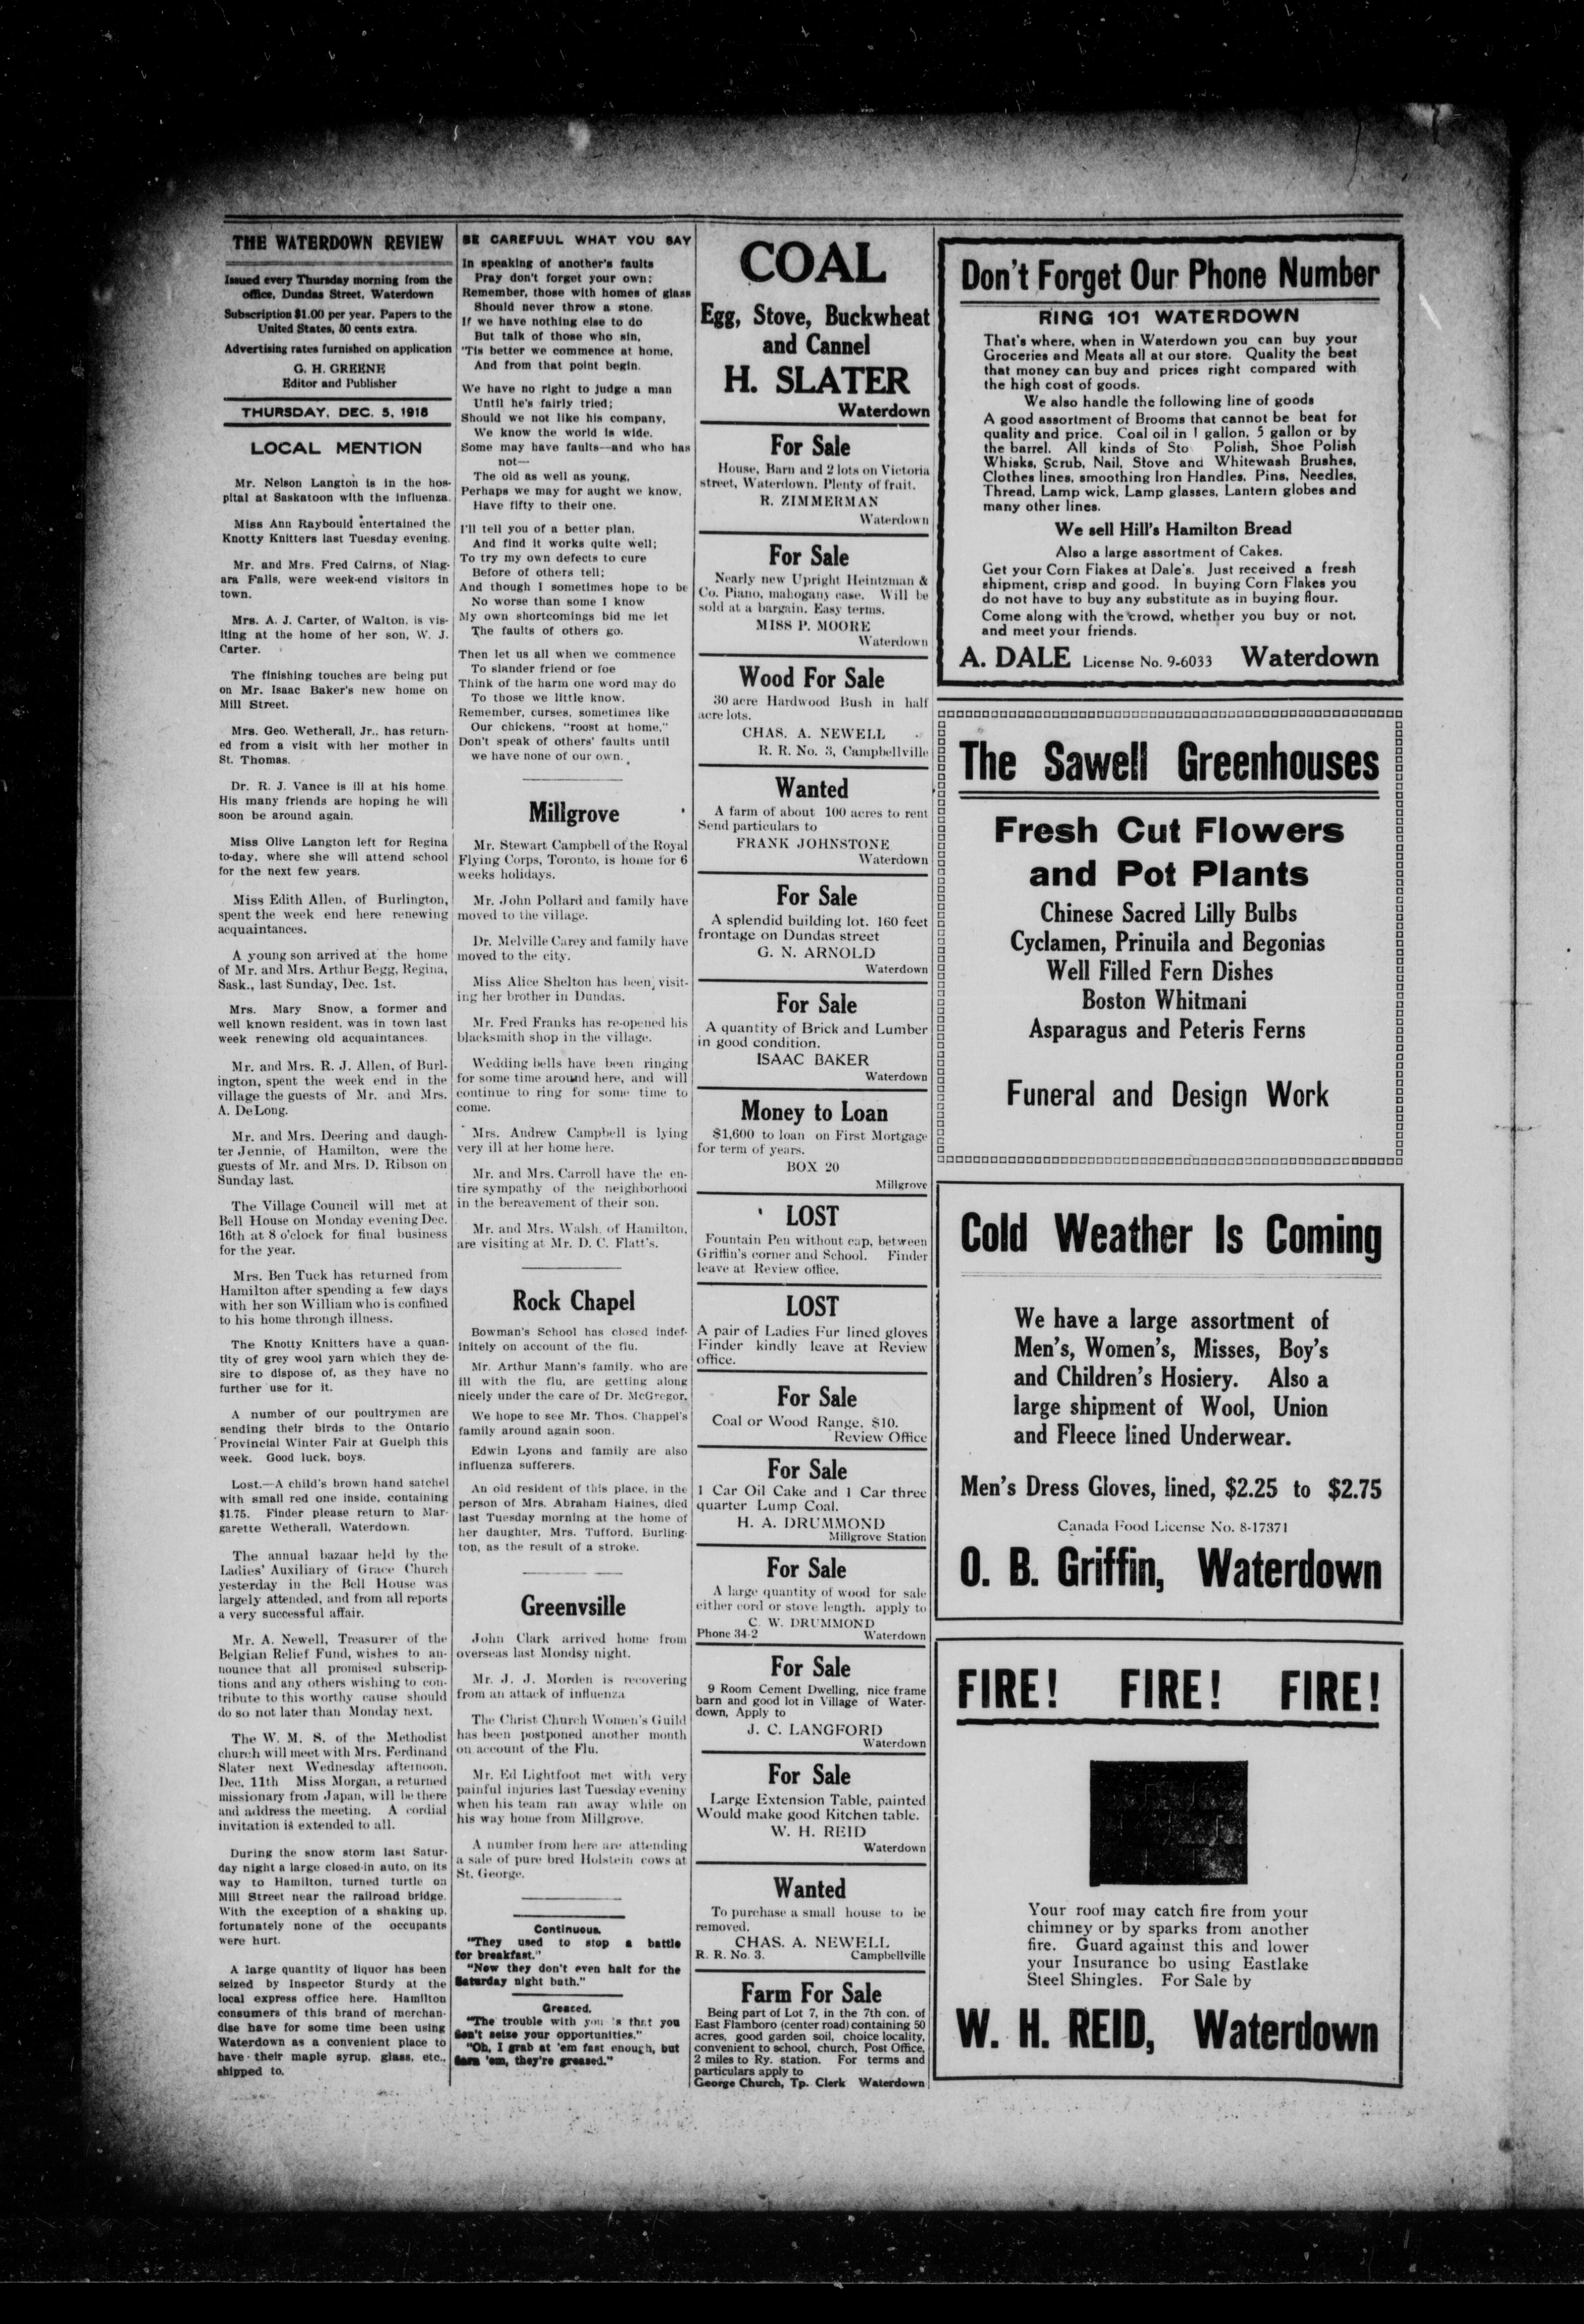 THE WATERDOWN REVIEW
Issued every Thursday morning from the
office, Dundas Street, Waterdown
Subscription $1.00 per year. Papers to the
United States, 50 cents extra.
Advertising rates furnished on application
G. H. GREENE
Editor and Publisher
THURSDAY, DEC. 5, 1918
LOCAL MENTION
Mr. Nelson Langton is in the hos-
pital at Saskatoon with the influenza.
Miss Ann Raybould entertained the
Knotty Knitters last Tuesday evening.
Mr. and Mrs. Fred Cairns, of Niag-
ara Falls, were week-end visitors in
town.
Mrs. A. J. Carter, of Walton, is vis-
iting at the home of her son, W. J.
Carter.
The finishing touches are being put
on Mr. Isaac Baker's new home on
Mill Street.
Mrs. Geo. Wetherall, Jr., has return-
ed from a visit with her mother in
St. Thomas.
Dr. R. J. Vance is ill at his home.
His many friends are hoping he will
soon be around again.
Miss Olive Langton left for Regina
to-day, where she will attend school
for the next few years.
Miss Edith Allen, of Burlington,
spent the week end here renewing
acquaintances.
A young son arrived at the home
of Mr. and Mrs. Arthur Begg, Regina,
Sask., last Sunday, Dec. 1st.
Mrs. Mary Snow, a former and
well known resident, was in town last
week renewing old acquaintances.
Mr. and Mrs. R. J. Allen, of Burl-
ington, spent the week end in the
village the guests of Mr. and Mrs.
A. DeLong.
Mr. and Mrs. Deering and daugh-
ter Jennie, of Hamilton, were the
guests of Mr. and Mrs. D. Ribson on
Sunday last.
The Village Council will met at
Bell House on Monday evening Dec.
16th at 8 o'clock for final business
for the year.
Mrs. Ben Tuck has returned from
Hamilton after spending a few days
with her son William who is confined
to his home through illness.
The Knotty Knitters have a quan-
tity of grey wool yarn which they de-
sire to dispose of, as they have no
further use for it.
A number of our poultrymen are
sending their birds to the Ontario
Provincial Winter Fair at Guelph this
week. Good luck, boys.
Lost.—A child's brown hand satchel
with small red one inside, containing
$1.75. Finder please return to Mar-
garette Wetherall, Waterdown.
The annual bazaar held by the
Ladies' Auxiliary of Grace Church
yesterday in the Bell House was
largely attended, and from all reports
a very successful affair.
Mr. A. Newell, Treasurer of the
Belgian Relief Fund, wishes to an-
nounce that all promised subscrip-
tions and any others wishing to con-
tribute to this worthy cause should
do so not later than Monday next.
The W. M. S. of the Methodist
church will meet with Mrs. Ferdinand
Slater next Wednesday afternoon,
Dec. 11th Miss Morgan, a returned
missionary from Japan, will be there
and address the meeting. A cordial
invitation is extended to all.
During the snow storm last Satur-
day night a large closed-in auto, on its
way to Hamilton, turned turtle on
Mill Street near the railroad bridge.
With the exception of a shaking up,
fortunately none of the occupants
were hurt.
A large quantity of liquor has been
seized by Inspector Sturdy at the
local express office here. Hamilton
consumers of this brand of merchan-
dise have for some time been using
Waterdown as a convenient place to
have their maple syrup, glass, etc.,
shipped to.
BE CAREFUUL WHAT YOU SAY
In speaking of another's faults
Pray don't forget your own;
Remember, those with homes of glass
Should never throw a stone.
If we have nothing else to do
But talk of those who sin,
'Tis better we commence at home,
And from that point begin.
We have no right to judge a man
Until he's fairly tried;
Should we not like his company,
We know the world is wide.
Some may have faults—and who has
not—
The old as well as young,
Perhaps we may for aught we know,
Have fifty to their one.
I'll tell you of a better plan,
And find it works quite well;
To try my own defects to cure
Before of others tell;
And though I sometimes hope to be
No worse than some I know
My own shortcomings bid me let
The faults of others go.
Then let us all when we commence
To slander friend or foe
Think of the harm one word may do
To those we little know.
Remember, curses, sometimes like
Our chickens, "roost at home,"
Don't speak of others' faults until
we have none of our own.
Millgrove
Mr. Stewart Campbell of the Royal
Flying Corps, Toronto, is home for 6
weeks holidays.
Mr. John Pollard and family have
moved to the village.
Dr. Melville Carey and family have
moved to the city.
Miss Alice Shelton has been visit-
ing her brother in Dundas.
Mr. Fred Franks has re-opened his
blacksmith shop in the village.
Wedding bells have been ringing
for some time around here, and will
continue to ring for some time to
come.
Mrs. Andrew Campbell is lying
very ill at her home here.
Mr. and Mrs. Carroll have the en-
tire sympathy of the neighborhood
in the bereavement of their son.
Mr. and Mrs. Walsh, of Hamilton,
are visiting at Mr. D. C. Flatt's.
Rock Chapel
Bowman's School has closed indef-
initely on account of the flu.
Mr. Arthur Mann's family, who are
ill with the flu, are getting along
nicely under the care of Dr. McGregor.
We hope to see Mr. Thos. Chappel's
family around again soon.
Edwin Lyons and family are also
influenza sufferers.
An old resident of this place, in the
person of Mrs. Abraham Haines, died
last Tuesday morning at the home of
her daughter, Mrs. Tufford, Burling-
ton, as the result of a stroke.
Greenvsille
John Clark arrived home from
overseas last Mondsy night.
Mr. J. J. Morden is recovering
from an attack of influenza
The Christ Church Women's Guild
has been postponed another month
on account of the Flu.
Mr. Ed Lightfoot met with very
painful injuries last Tuesday eveniny
when his team ran away while on
his way home from Millgrove.
A number from here are attending
a sale of pure bred Holstein cows at
St. George.
Continuous.
"They used to stop a battle
for breakfast."
"Now they don't even halt for the
Saturday night bath."
Greased.
"The trouble with you 's that you
don't seize your opportunities."
"Oh, I grab at 'em fast enough, but
darn 'em, they're greased."
COAL
Egg, Stove, Buckwheat
and Cannel
H. SLATER
Waterdown
For Sale
House, Barn and 2 lots on Victoria
street, Waterdown. Plenty of fruit.
R. ZIMMERMAN
Waterdown
For Sale
Nearly new Upright Heintzman &
Co. Piano, mahogany case. Will be
sold at a bargain. Easy terms.
MISS P. MOORE
Waterdown
Wood For Sale
30 acre Hardwood Bush in half
acre lots.
CHAS. A. NEWELL
R. R. No. 3, Campbellville
Wanted
A farm of about 100 acres to rent
Send particulars to
FRANK JOHNSTONE
Waterdown
For Sale
A splendid building lot. 160 feet
frontage on Dundas street
G. N. ARNOLD
Waterdown
For Sale
A quantity of Brick and Lumber
in good condition.
ISAAC BAKER
Waterdown
Money to Loan
$1,600 to loan on First Mortgage
for term of years.
BOX 20
Millgrove
LOST
Fountain Pen without cap, between
Griffin's corner and School. Finder
leave at Review office.
LOST
A pair of Ladies Fur lined gloves
Finder kindly leave at Review
office.
For Sale
Coal or Wood Range, $10.
Review Office
For Sale
1 Car Oil Cake and 1 Car three
quarter Lump Coal.
H. A. DRUMMOND
Millgrove Station
For Sale
A large quantity of wood for sale
either cord or stove length. apply to
C. W. DRUMMOND
Phone 34-2 Waterdown
For Sale
9 Room Cement Dwelling, nice frame
barn and good lot in Village of Water-
down, Apply to
J. C. LANGFORD
Waterdown
For Sale
Large Extension Table, painted
Would make good Kitchen table.
W. H. REID
Waterdown
Wanted
To purchase a small house to be
removed.
CHAS. A. NEWELL
R. R. No. 3. Campbellville
Farm For Sale
Being part of Lot 7, in the 7th con. of
East Flamboro (center road) containing 50
acres, good garden soil, choice locality,
convenient to school, church, Post Office,
2 miles to Ry. station. For terms and
particulars apply to
George Church, Tp. Clerk Waterdown
Don't Forget Our Phone Number
RING 101 WATERDOWN
That's where, when in Waterdown you can buy your
Groceries and Meats all at our store. Quality the best
that money can buy and prices right compared with
the high cost of goods.
We also handle the following line of goods
A good assortment of Brooms that cannot be beat for
quality and price. Coal oil in 1 gallon, 5 gallon or by
the barrel. All kinds of Sto Polish, Shoe Polish
Whisks, Scrub, Nail, Stove and Whitewash Brushes,
Clothes lines, smoothing Iron Handles, Pins, Needles,
Thread, Lamp wick, Lamp glasses, Lantern globes and
many other lines.
We sell Hill's Hamilton Bread
Also a large assortment of Cakes.
Get your Corn Flakes at Dale's. Just received a fresh
shipment, crisp and good. In buying Corn Flakes you
do not have to buy any substitute as in buying flour.
Come along with the crowd, whether you buy or not,
and meet your friends.
A. DALE License No. 9-6033 Waterdown
The Sawell Greenhouses
Fresh Cut Flowers
and Pot Plants
Chinese Sacred Lilly Bulbs
Cyclamen, Prinuila and Begonias
Well Filled Fern Dishes
Boston Whitmani
Asparagus and Peteris Ferns
Funeral and Design Work
Cold Weather Is Coming
We have a large assortment of
Men's, Women's, Misses, Boy's
and Children's Hosiery. Also a
large shipment of Wool, Union
and Fleece lined Underwear.
Men's Dress Gloves, lined, $2.25 to $2.75
Canada Food License No. 8-17371
O. B. Griffin, Waterdown
FIRE! FIRE! FIRE!
Your roof may catch fire from your
chimney or by sparks from another
fire. Guard against this and lower
your Insurance bo using Eastlake
Steel Shingles. For Sale by
W. H. REID, Waterdown